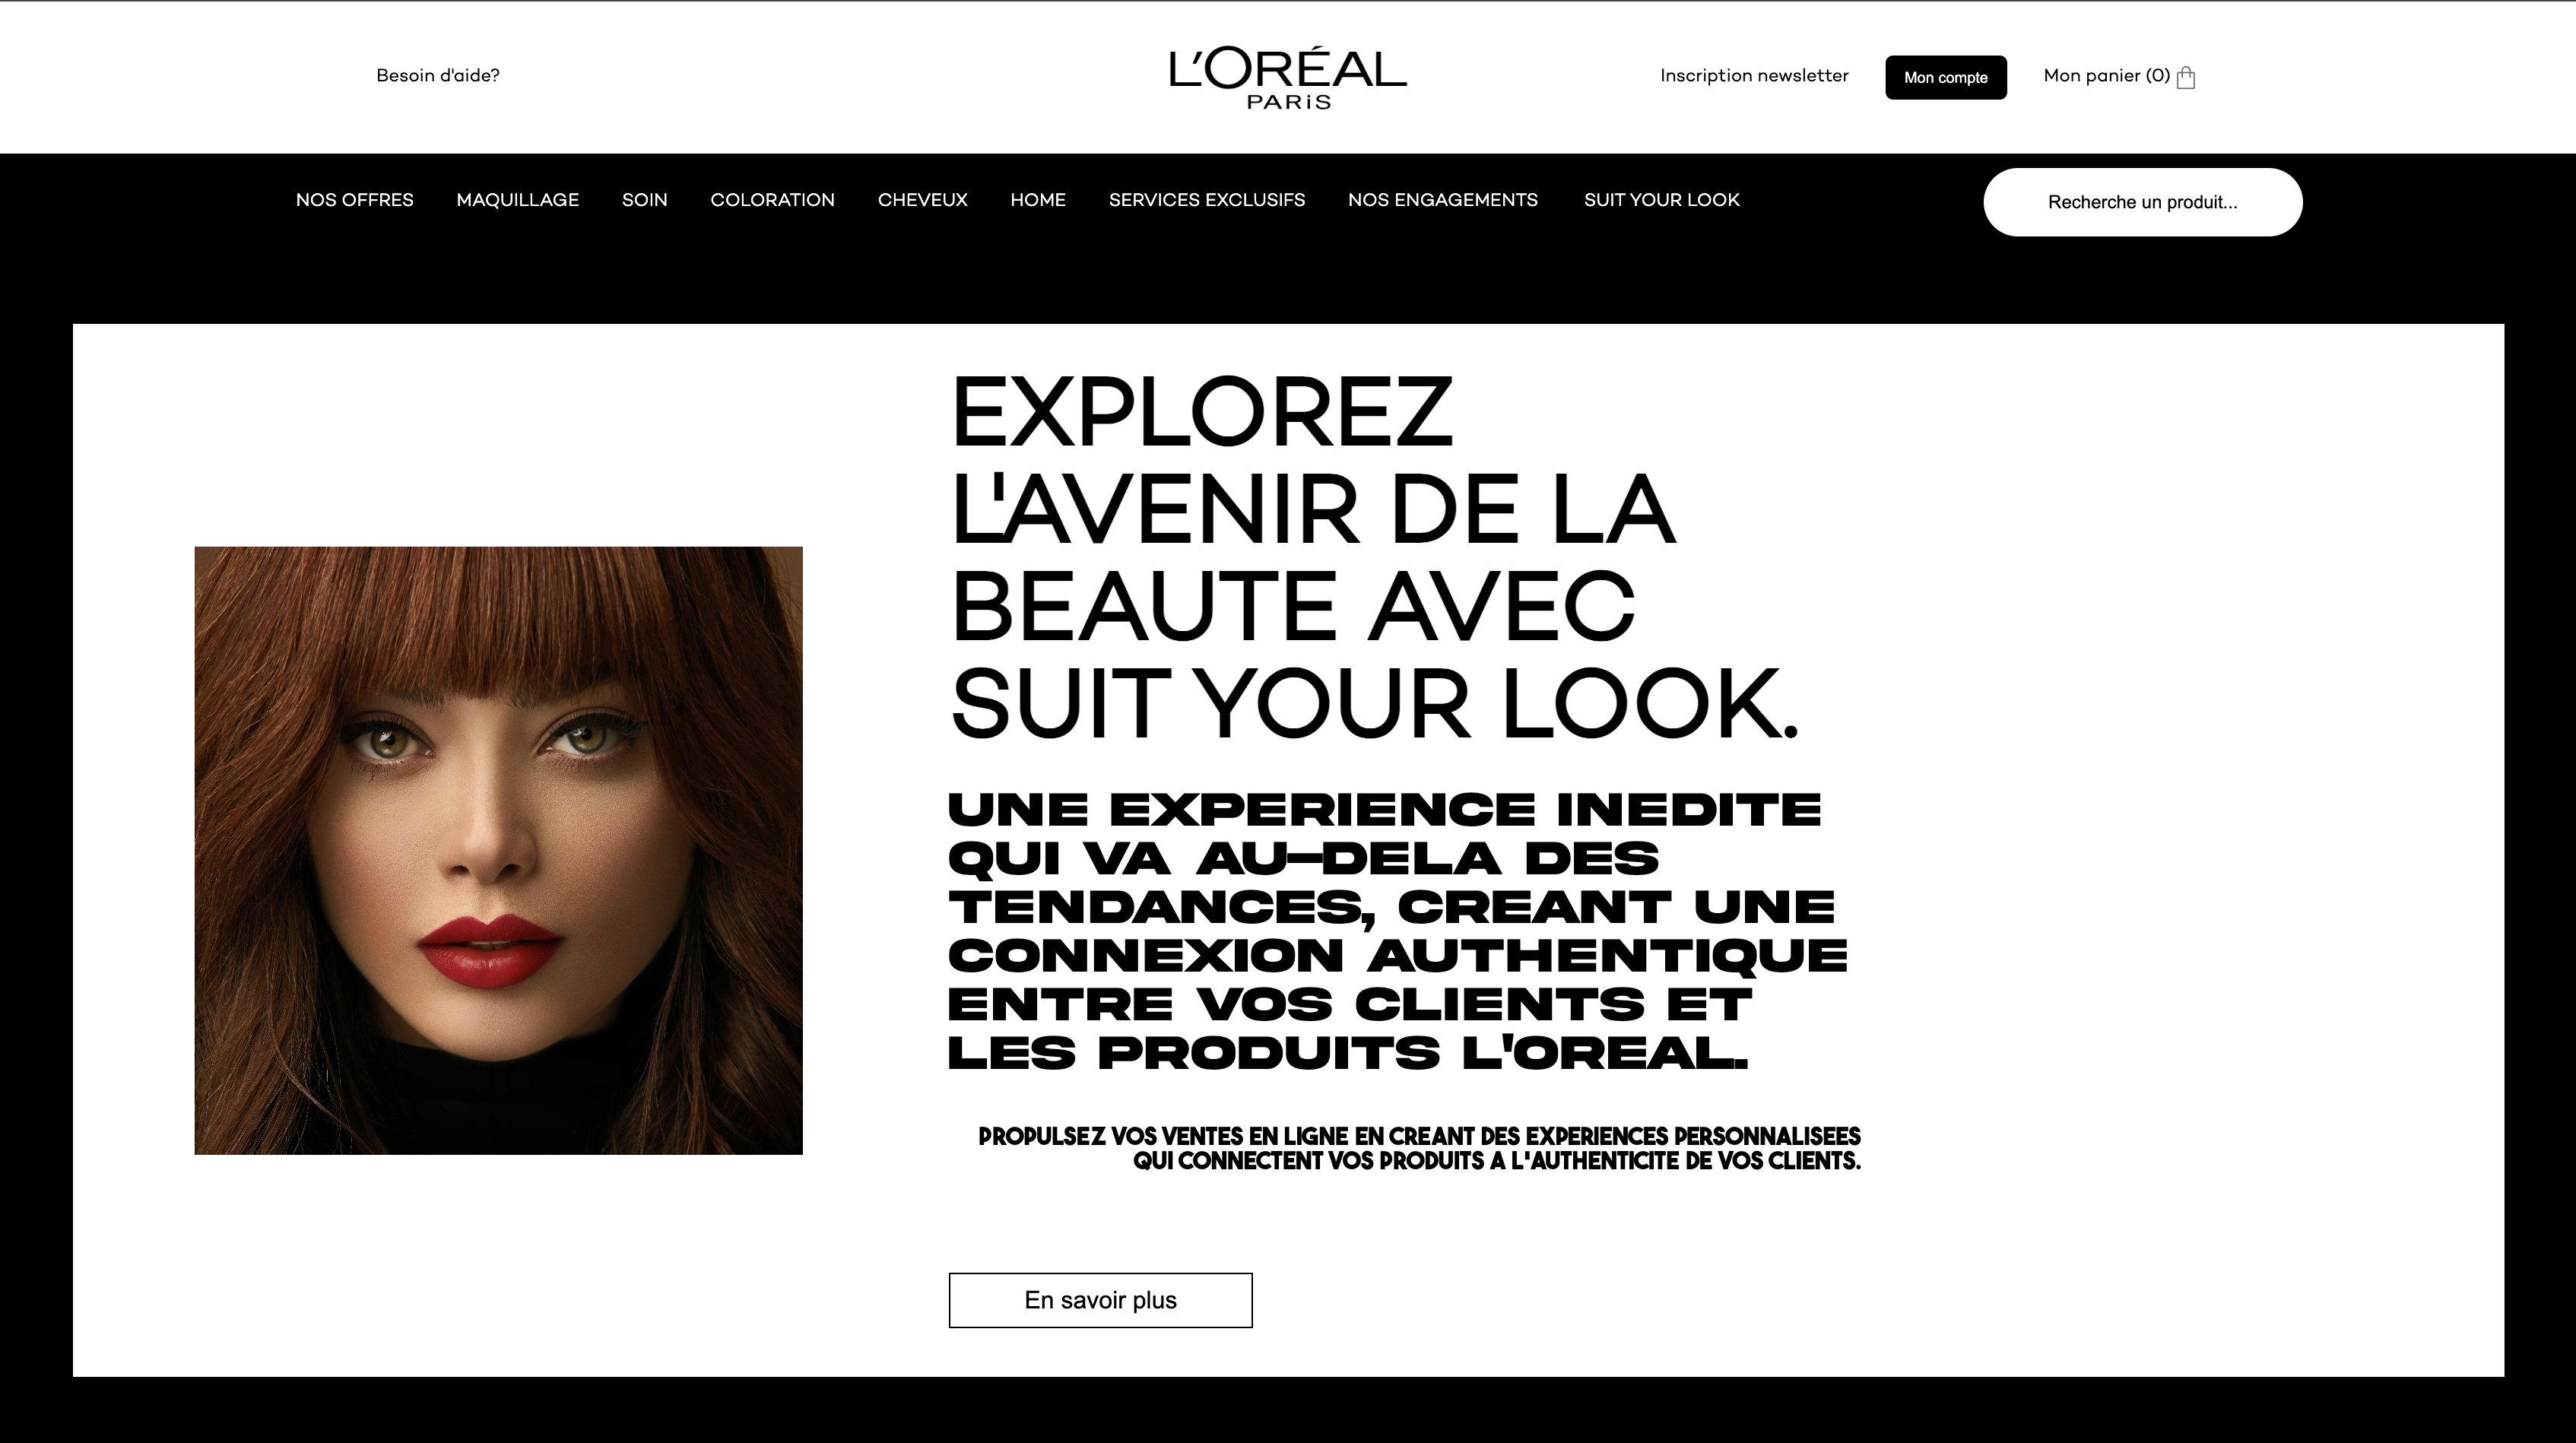 Besoin d'aide?
L'ORÉAL
PARiS
Inscription newsletter
Mon compte
Mon panier (0)
NOS OFFRES MAQUILLAGE SOIN COLORATION CHEVEUX HOME SERVICES EXCLUSIFS NOS ENGAGEMENTS SUIT YOUR LOOK
Recherche un produit...
EXPLOREZ
L'AVENIR DE LA
BEAUTE AVEC
SUIT YOUR LOOK.
UNE EXPERIENCE INEDITE
QUI VA AU-DELA DES
TENDANCES, CREANT UNE
CONNEXION AUTHENTIQUE
ENTRE VOS CLIENTS ET
LES PRODUITS L'OREAL.
PROPULSEZ VOS VENTES EN LIGNE EN CREANT DES EXPERIENCES PERSONNALISEES
QUI CONNECTENT VOS PRODUITS A L'AUTHENTICITE DE VOS CLIENTS.
En savoir plus